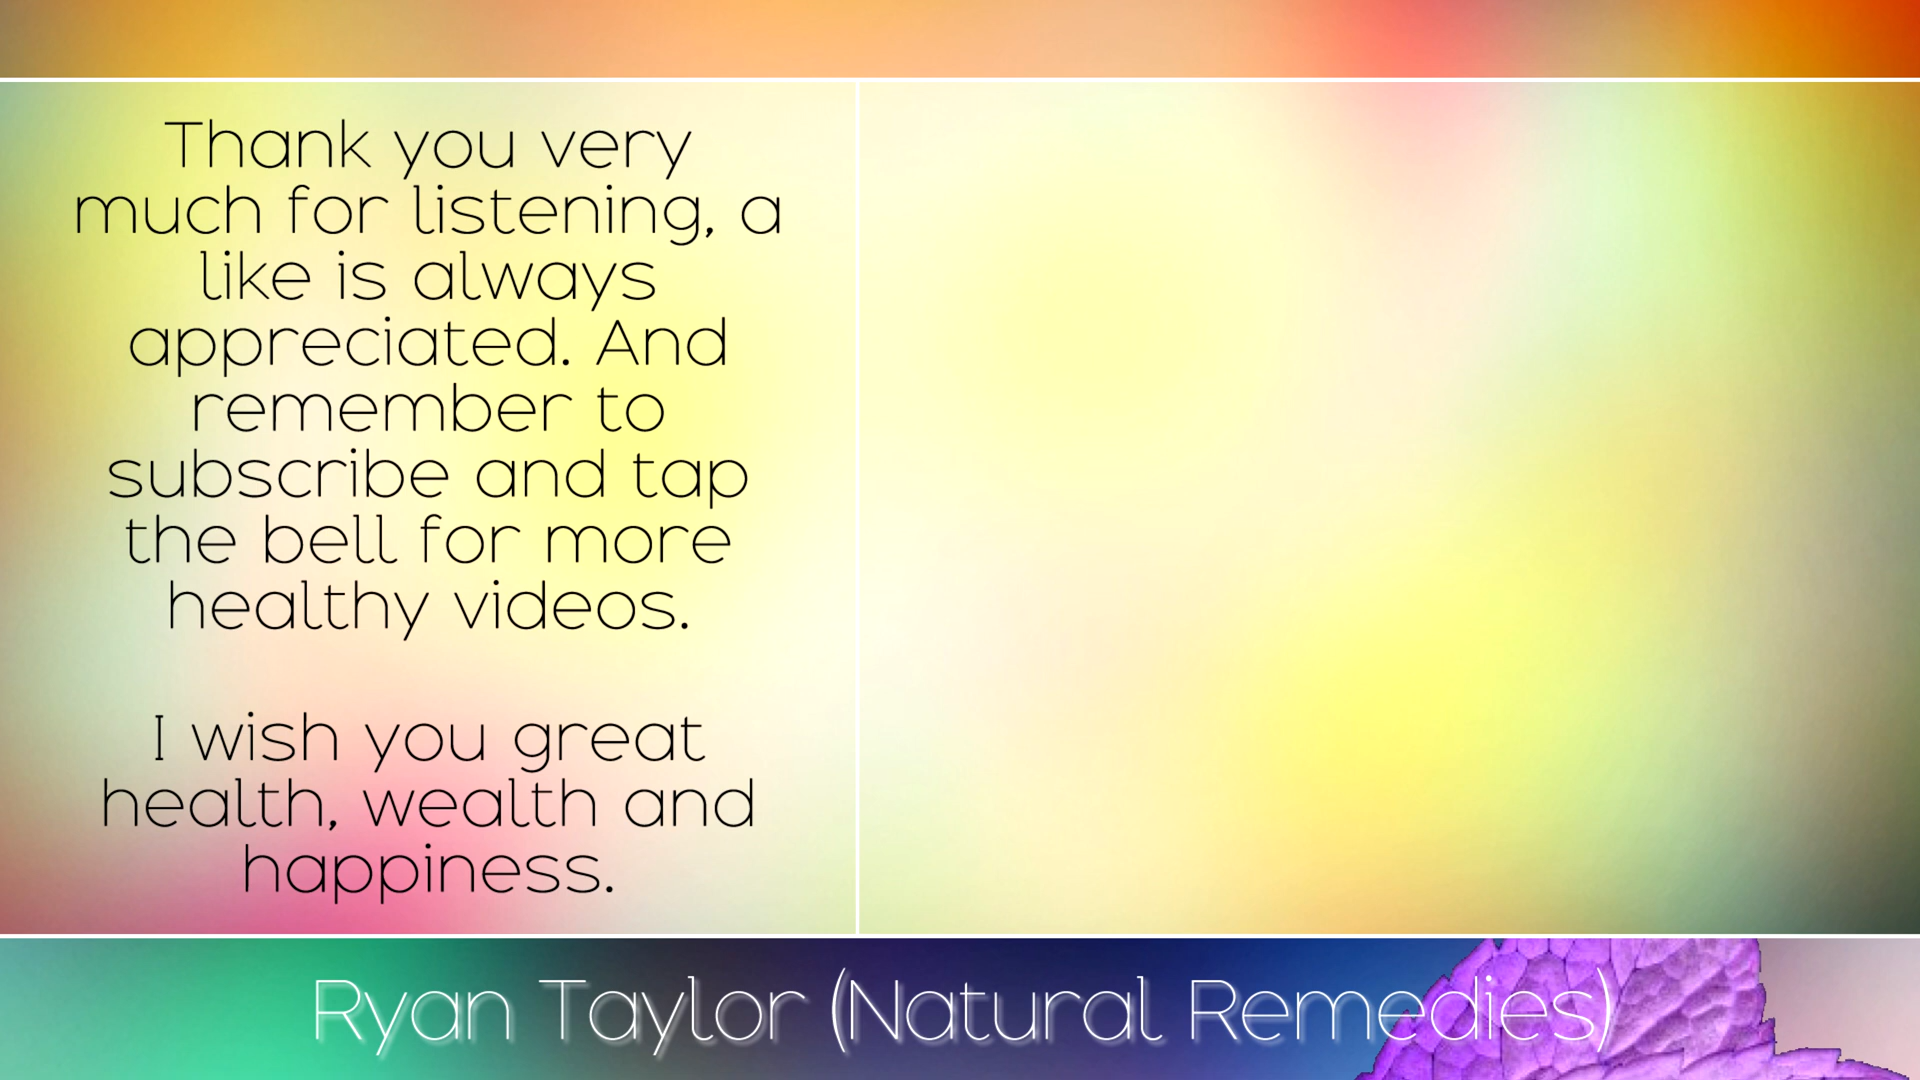 Thank you very
much for listening, a
like is always
appreciated. And
remember to
subscribe and tap
the bell for more
healthy videos.
I wish you great
health, wealth and
happiness.
Ryan Taylor (Natural Remedies)